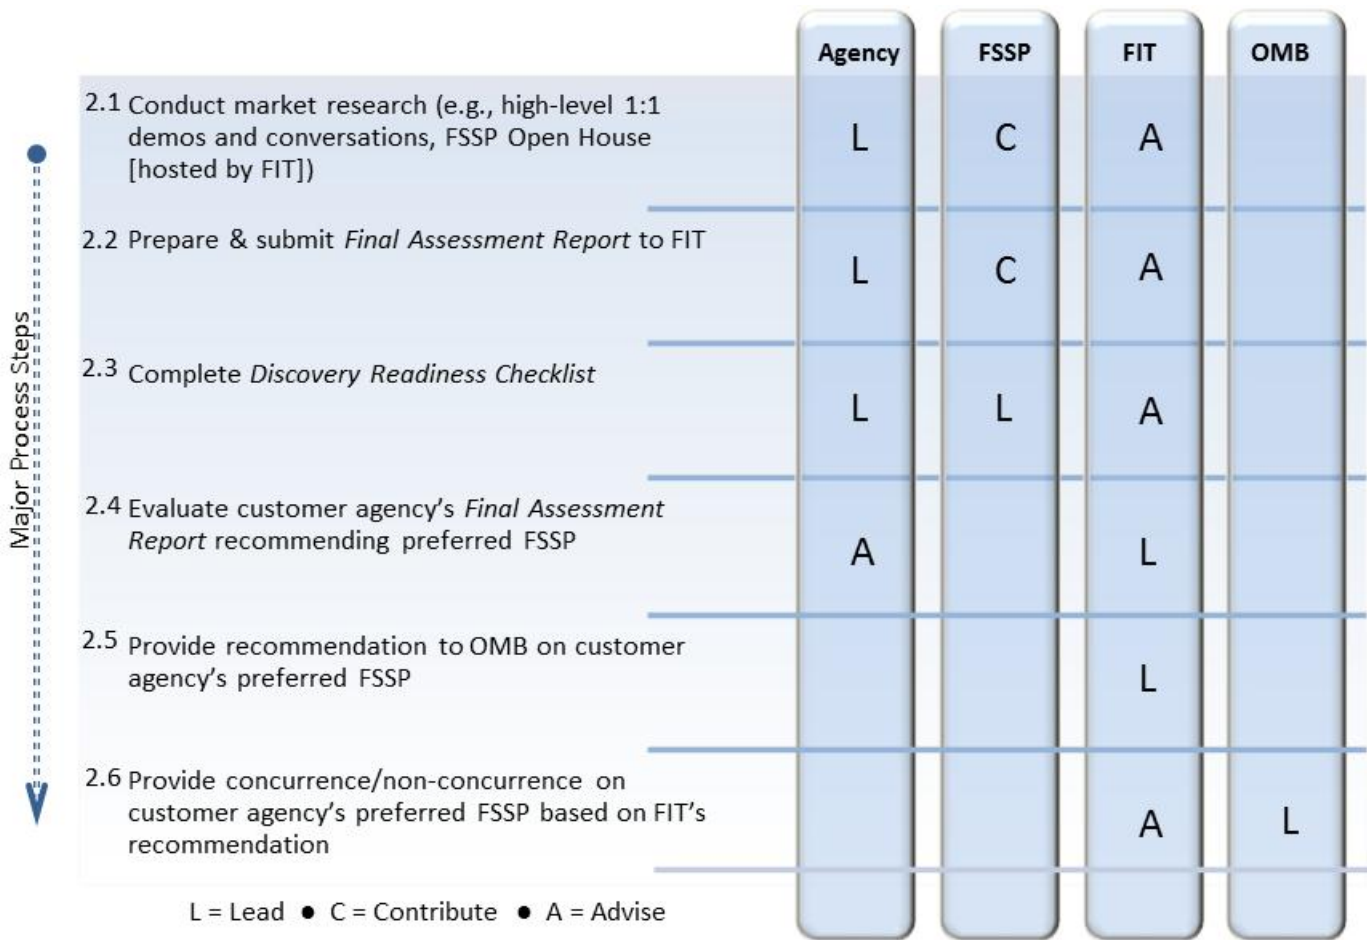 Agency FSSP FIT OMB
2.1 Conduct market research (e.g., high-level 1:1
demos and conversations, FSSP Open House
[hosted by FIT])
L C A
2.2 Prepare & submit Final Assessment Report to FIT
L C A
2.3 Complete Discovery Readiness Checklist
L L A
2.4 Evaluate customer agency’s Final Assessment
Report recommending preferred FSSP
A L
2.5 Provide recommendation to OMB on customer
agency’s preferred FSSP
L
2.6 Provide concurrence/non-concurrence on
customer agency’s preferred FSSP based on FIT’s
recommendation
A L
Major Process Steps
L = Lead ● C = Contribute ● A = Advise